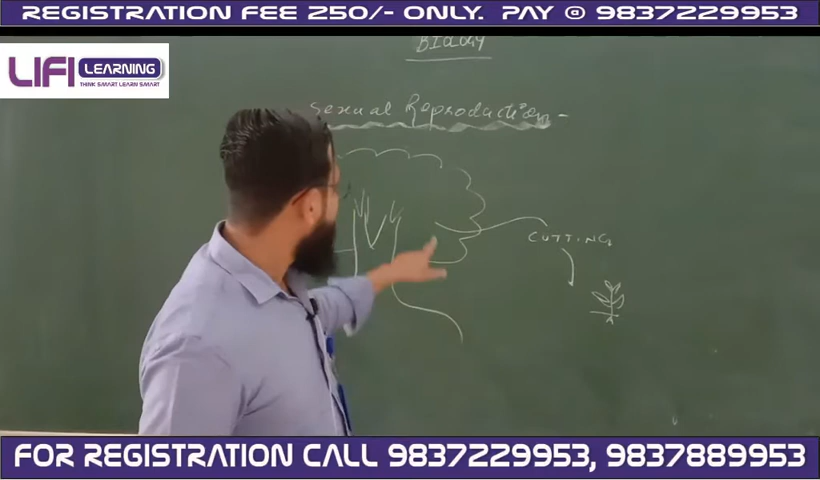 REGISTRATION FEE 250/- ONLY. PAY @ 9837229953
BIOLOGY
LIFI LEARNING
THINK SMART LEARN SMART
Sexual Reproduction -
CUTTING
FOR REGISTRATION CALL 9837229953, 9837889953